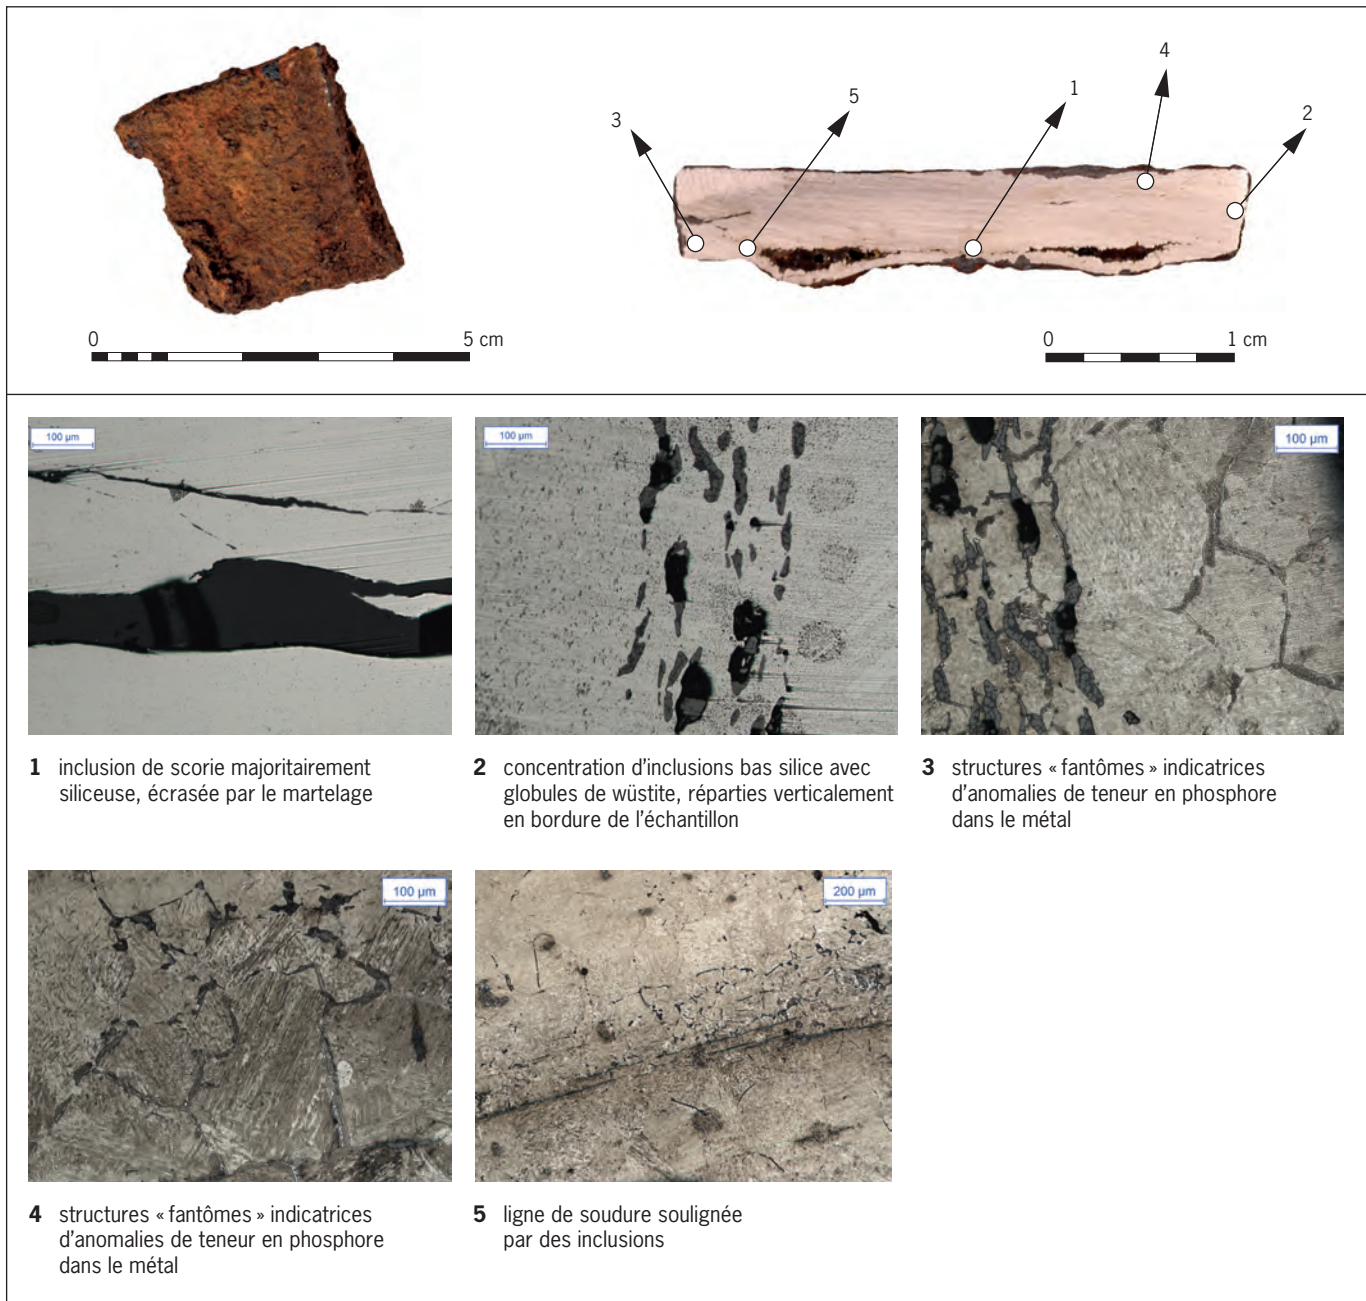 4
1
5
2
3
0 5 cm
0 1 cm
100 µm
100 µm
100 µm
1 inclusion de scorie majoritairement
siliceuse, écrasée par le martelage
2 concentration d'inclusions bas silice avec
globules de wüstite, réparties verticalement
en bordure de l'échantillon
3 structures « fantômes » indicatrices
d'anomalies de teneur en phosphore
dans le métal
100 µm
200 µm
4 structures « fantômes » indicatrices
d'anomalies de teneur en phosphore
dans le métal
5 ligne de soudure soulignée
par des inclusions